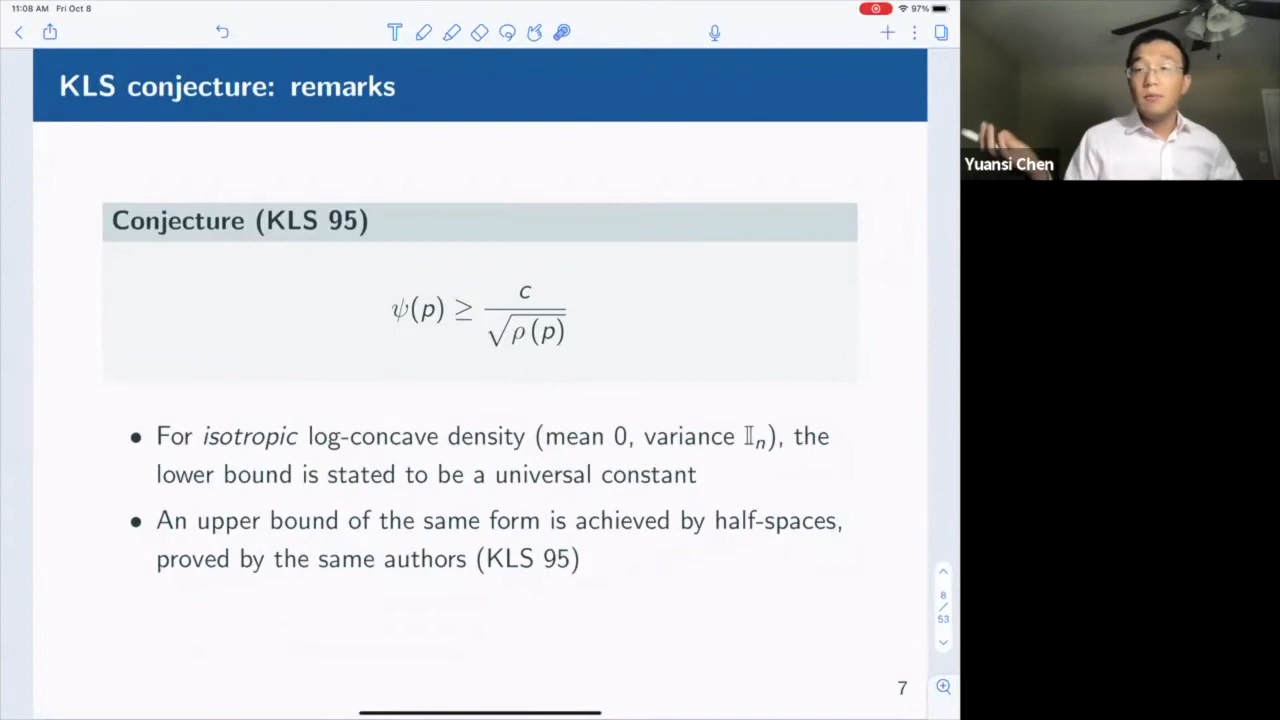 11:08 AM Fri Oct 8
97%
T
KLS conjecture: remarks
Conjecture (KLS 95)
ψ(p) ≥ c / √ρ(p)
• For isotropic log-concave density (mean 0, variance 𝕀ₙ), the
lower bound is stated to be a universal constant
• An upper bound of the same form is achieved by half-spaces,
proved by the same authors (KLS 95)
8
/
53
7
Yuansi Chen